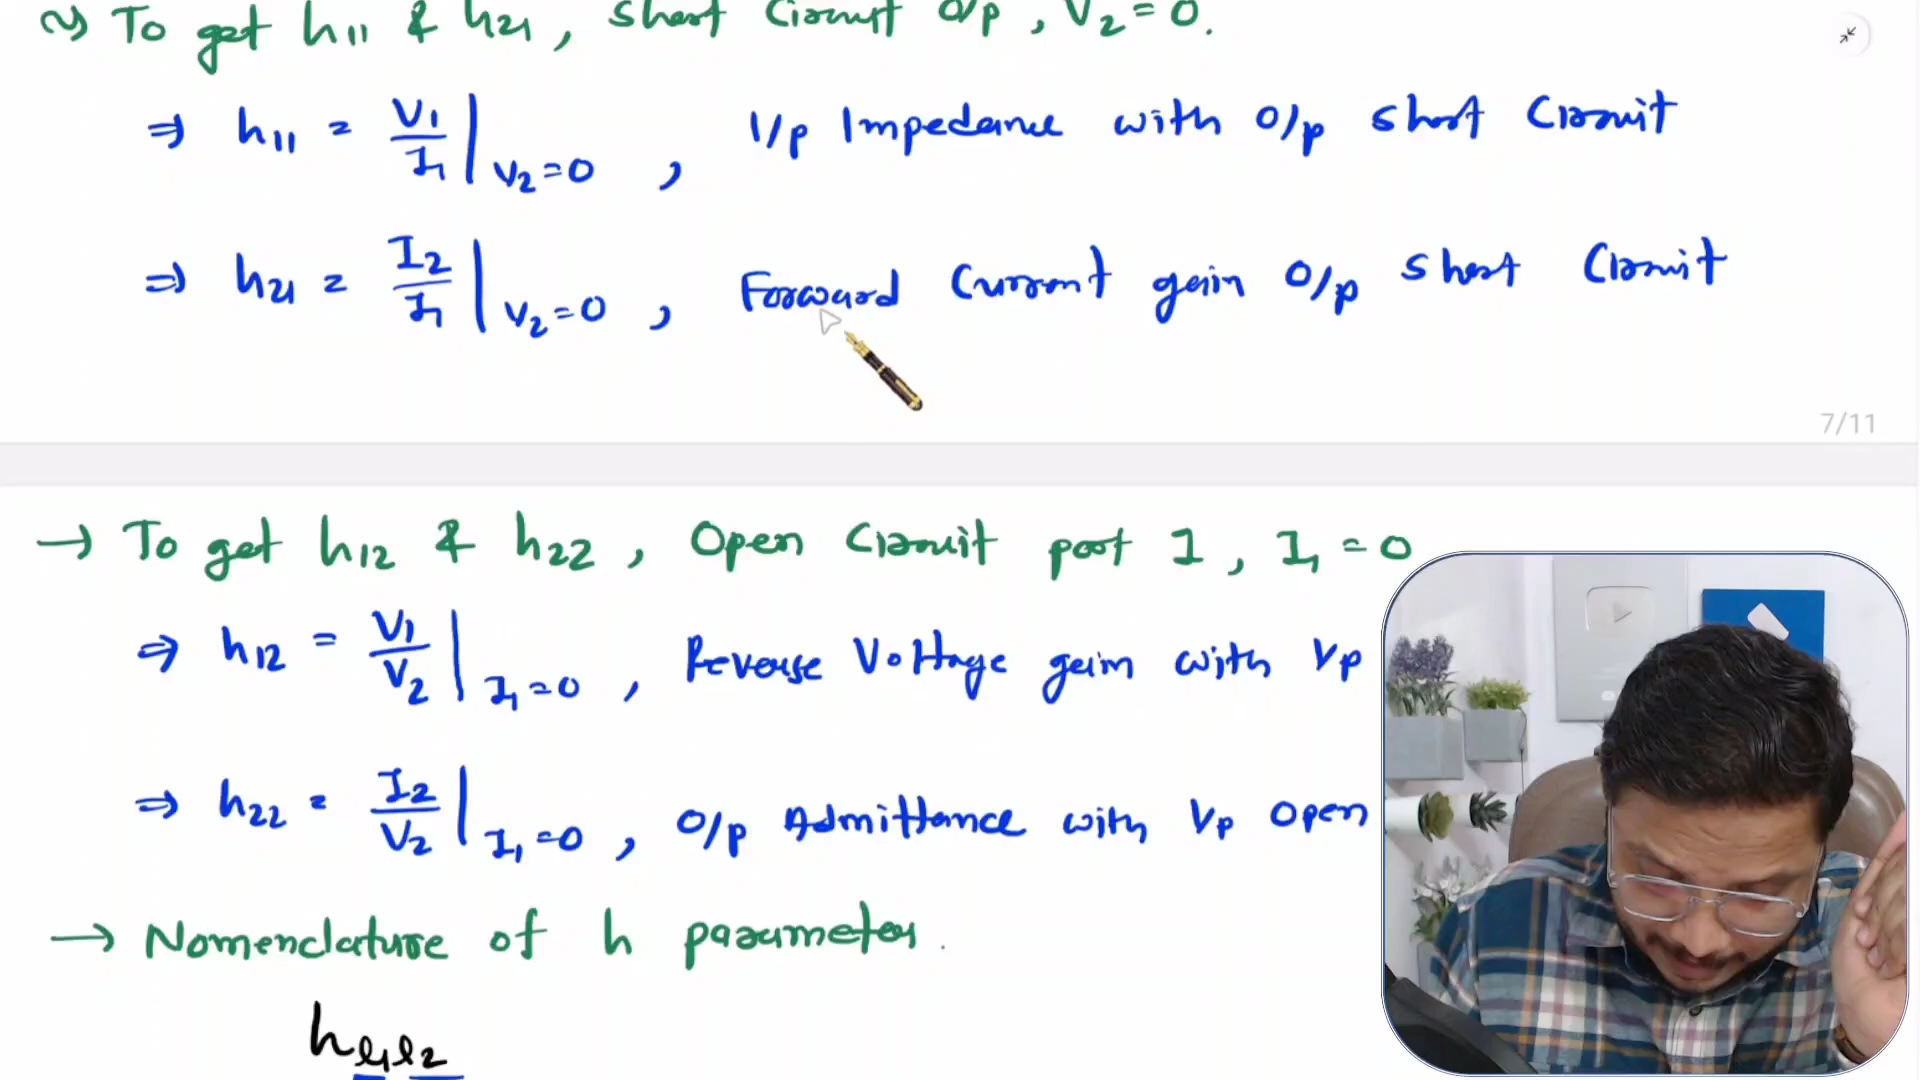 To get h11 & h21, Short Circuit O/p, V2 = 0.
⇒ h11 = V1/I1 | V2=0 , I/p Impedance with O/p Short Circuit
⇒ h21 = I2/I1 | V2=0 , Forward Current gain O/p Short Circuit
7/11
→ To get h12 & h22, Open Circuit port 1, I1 = 0
⇒ h12 = V1/V2 | I1=0 , Reverse Voltage gain with I/p
⇒ h22 = I2/V2 | I1=0 , O/p Admittance with I/p Open
→ Nomenclature of h parameter.
hl1l2